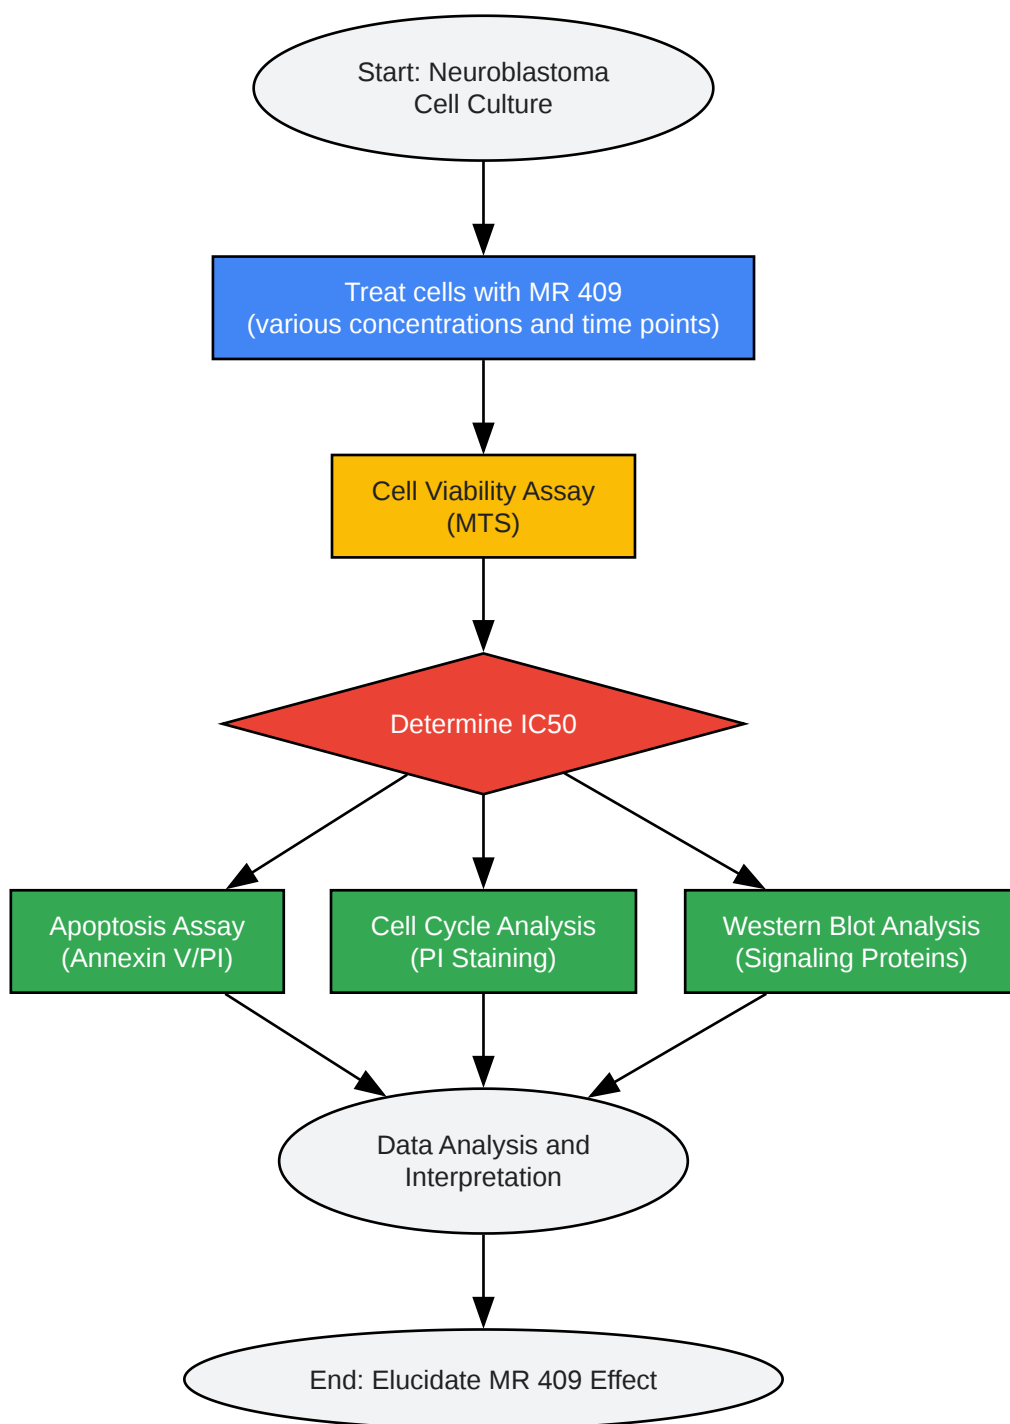 Start: Neuroblastoma
Cell Culture
Treat cells with MR 409
(various concentrations and time points)
Cell Viability Assay
(MTS)
Determine IC50
Apoptosis Assay
(Annexin V/PI)
Cell Cycle Analysis
(PI Staining)
Western Blot Analysis
(Signaling Proteins)
Data Analysis and
Interpretation
End: Elucidate MR 409 Effect